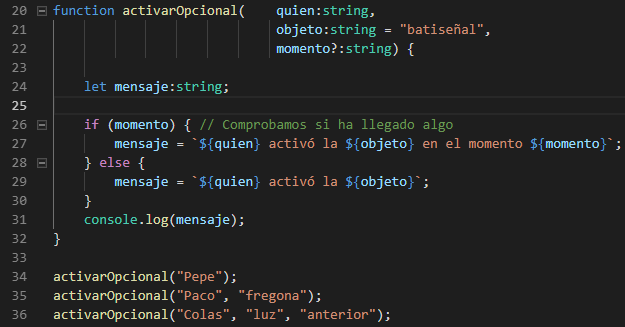 20 function activarOpcional(    quien:string,
21                              objeto:string = "batiseñal",
22                              momento?:string) {
23
24     let mensaje:string;
25
26     if (momento) { // Comprobamos si ha llegado algo
27         mensaje = `${quien} activó la ${objeto} en el momento ${momento}`;
28     } else {
29         mensaje = `${quien} activó la ${objeto}`;
30     }
31     console.log(mensaje);
32 }
33
34 activarOpcional("Pepe");
35 activarOpcional("Paco", "fregona");
36 activarOpcional("Colas", "luz", "anterior");